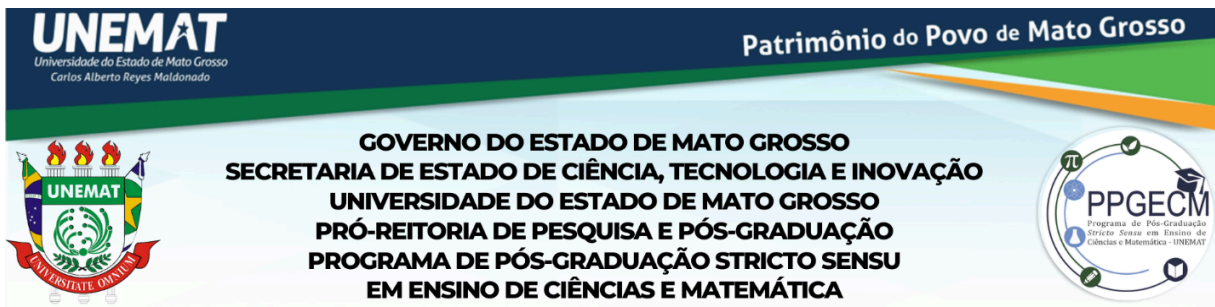 UNEMAT
Universidade do Estado de Mato Grosso
Carlos Alberto Reyes Maldonado
Patrimônio do Povo de Mato Grosso
GOVERNO DO ESTADO DE MATO GROSSO
SECRETARIA DE ESTADO DE CIÊNCIA, TECNOLOGIA E INOVAÇÃO
UNIVERSIDADE DO ESTADO DE MATO GROSSO
PRÓ-REITORIA DE PESQUISA E PÓS-GRADUAÇÃO
PROGRAMA DE PÓS-GRADUAÇÃO STRICTO SENSU
EM ENSINO DE CIÊNCIAS E MATEMÁTICA
UNEMAT
UNIVERSITATE OMNIUM
π
PPGECM
Programa de Pós-Graduação
Stricto Sensu em Ensino de
Ciências e Matemática - UNEMAT